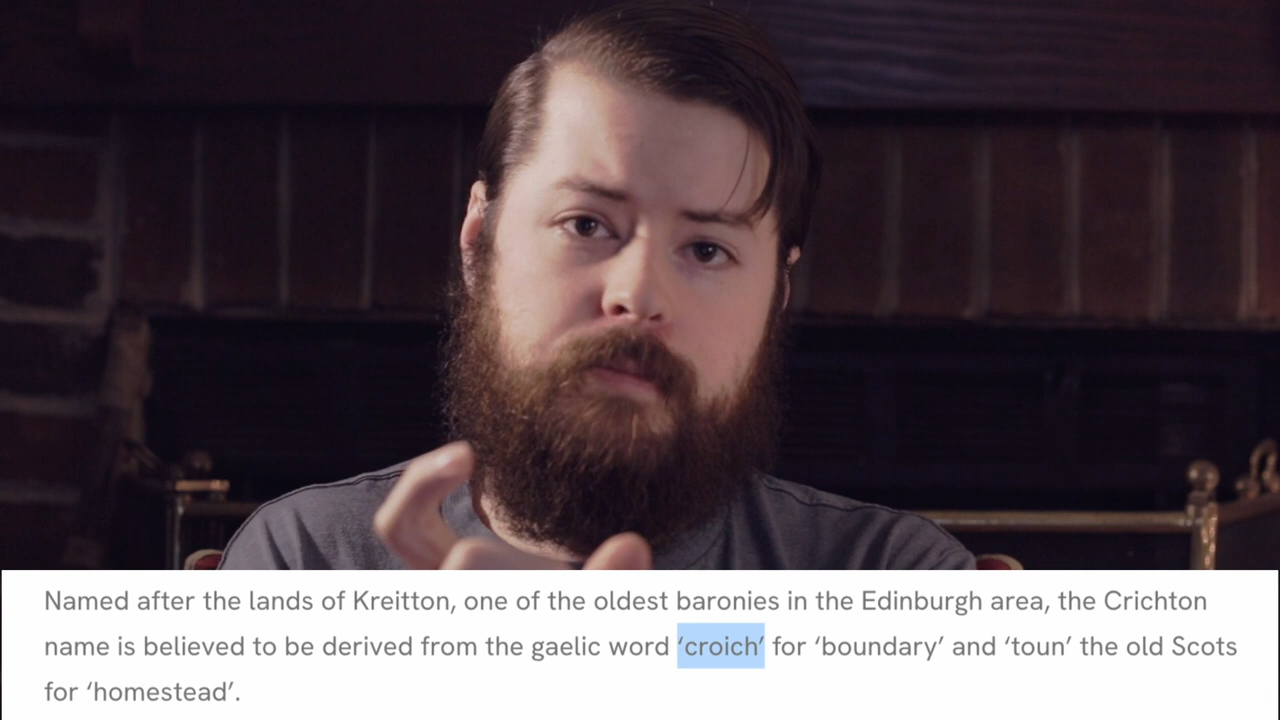 Named after the lands of Kreitton, one of the oldest baronies in the Edinburgh area, the Crichton
name is believed to be derived from the gaelic word ‘croich’ for ‘boundary’ and ‘toun’ the old Scots
for ‘homestead’.